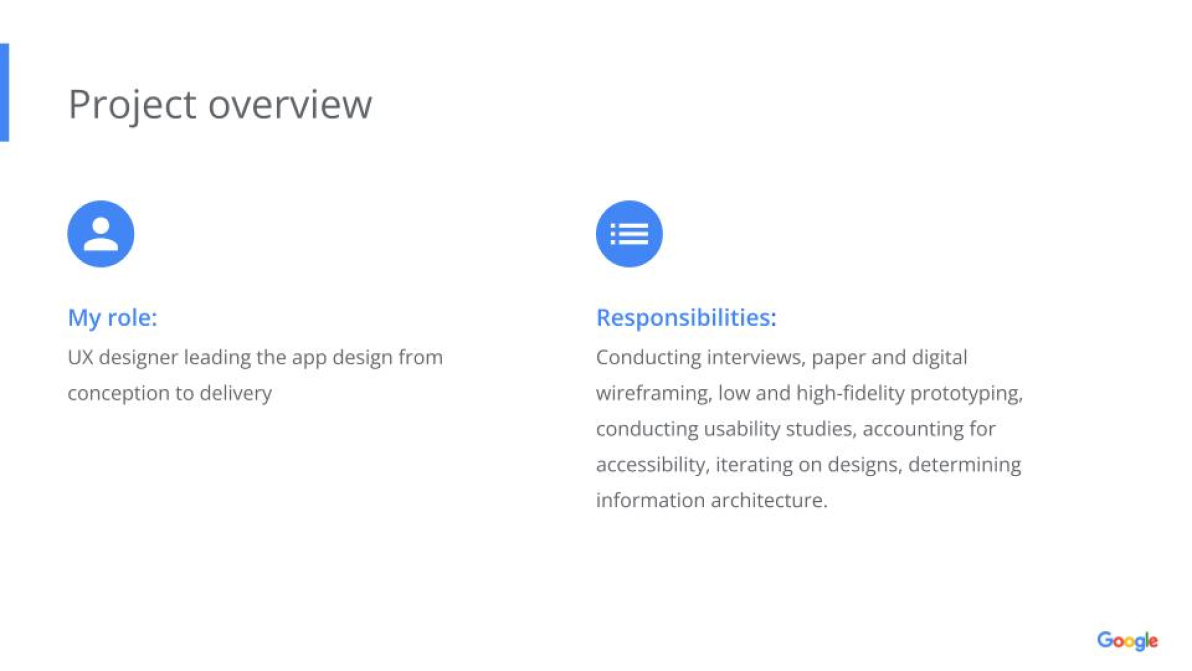 Project overview
My role:
UX designer leading the app design from
conception to delivery
Responsibilities:
Conducting interviews, paper and digital
wireframing, low and high-fidelity prototyping,
conducting usability studies, accounting for
accessibility, iterating on designs, determining
information architecture.
Google